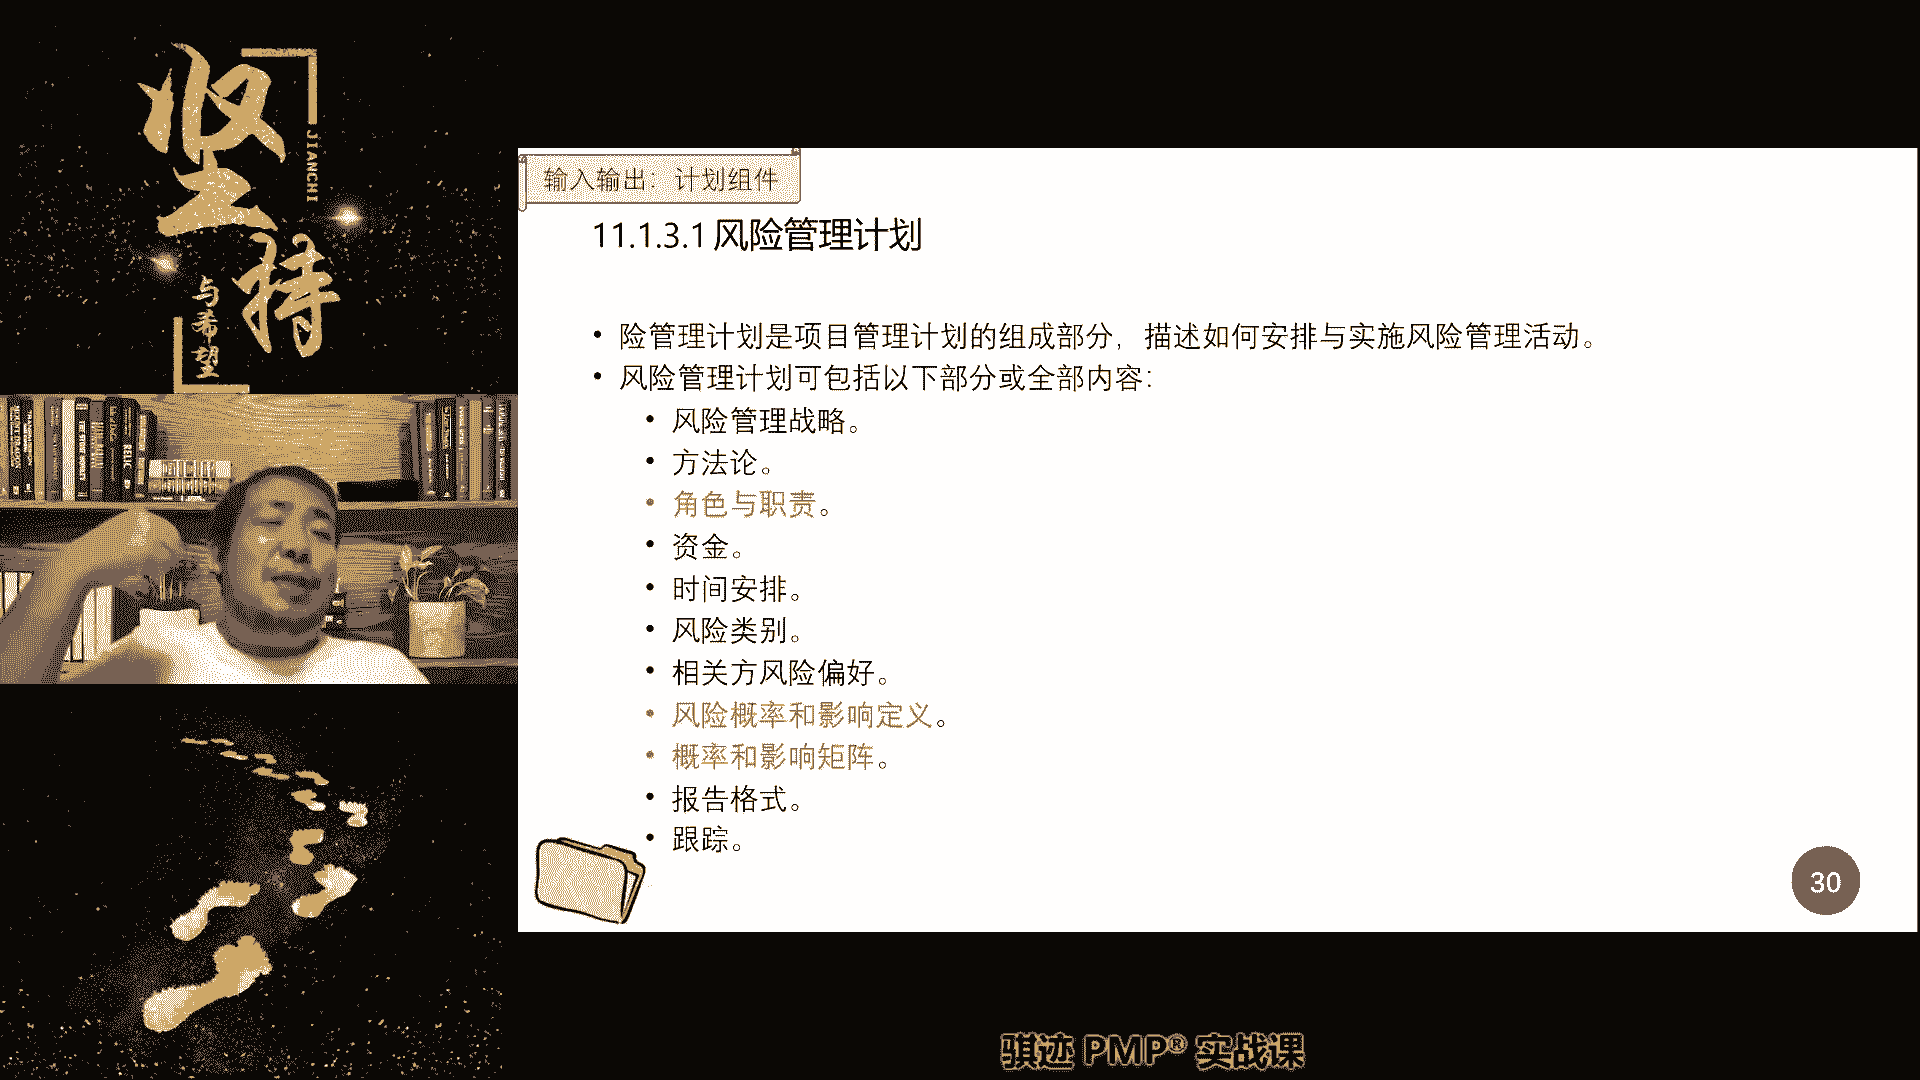 坚持
JIANCHI
与希望
输入输出：计划组件
11.1.3.1 风险管理计划
• 险管理计划是项目管理计划的组成部分，描述如何安排与实施风险管理活动。
• 风险管理计划可包括以下部分或全部内容：
• 风险管理战略。
• 方法论。
• 角色与职责。
• 资金。
• 时间安排。
• 风险类别。
• 相关方风险偏好。
• 风险概率和影响定义。
• 概率和影响矩阵。
• 报告格式。
• 跟踪。
30
骐迹 PMP® 实战课